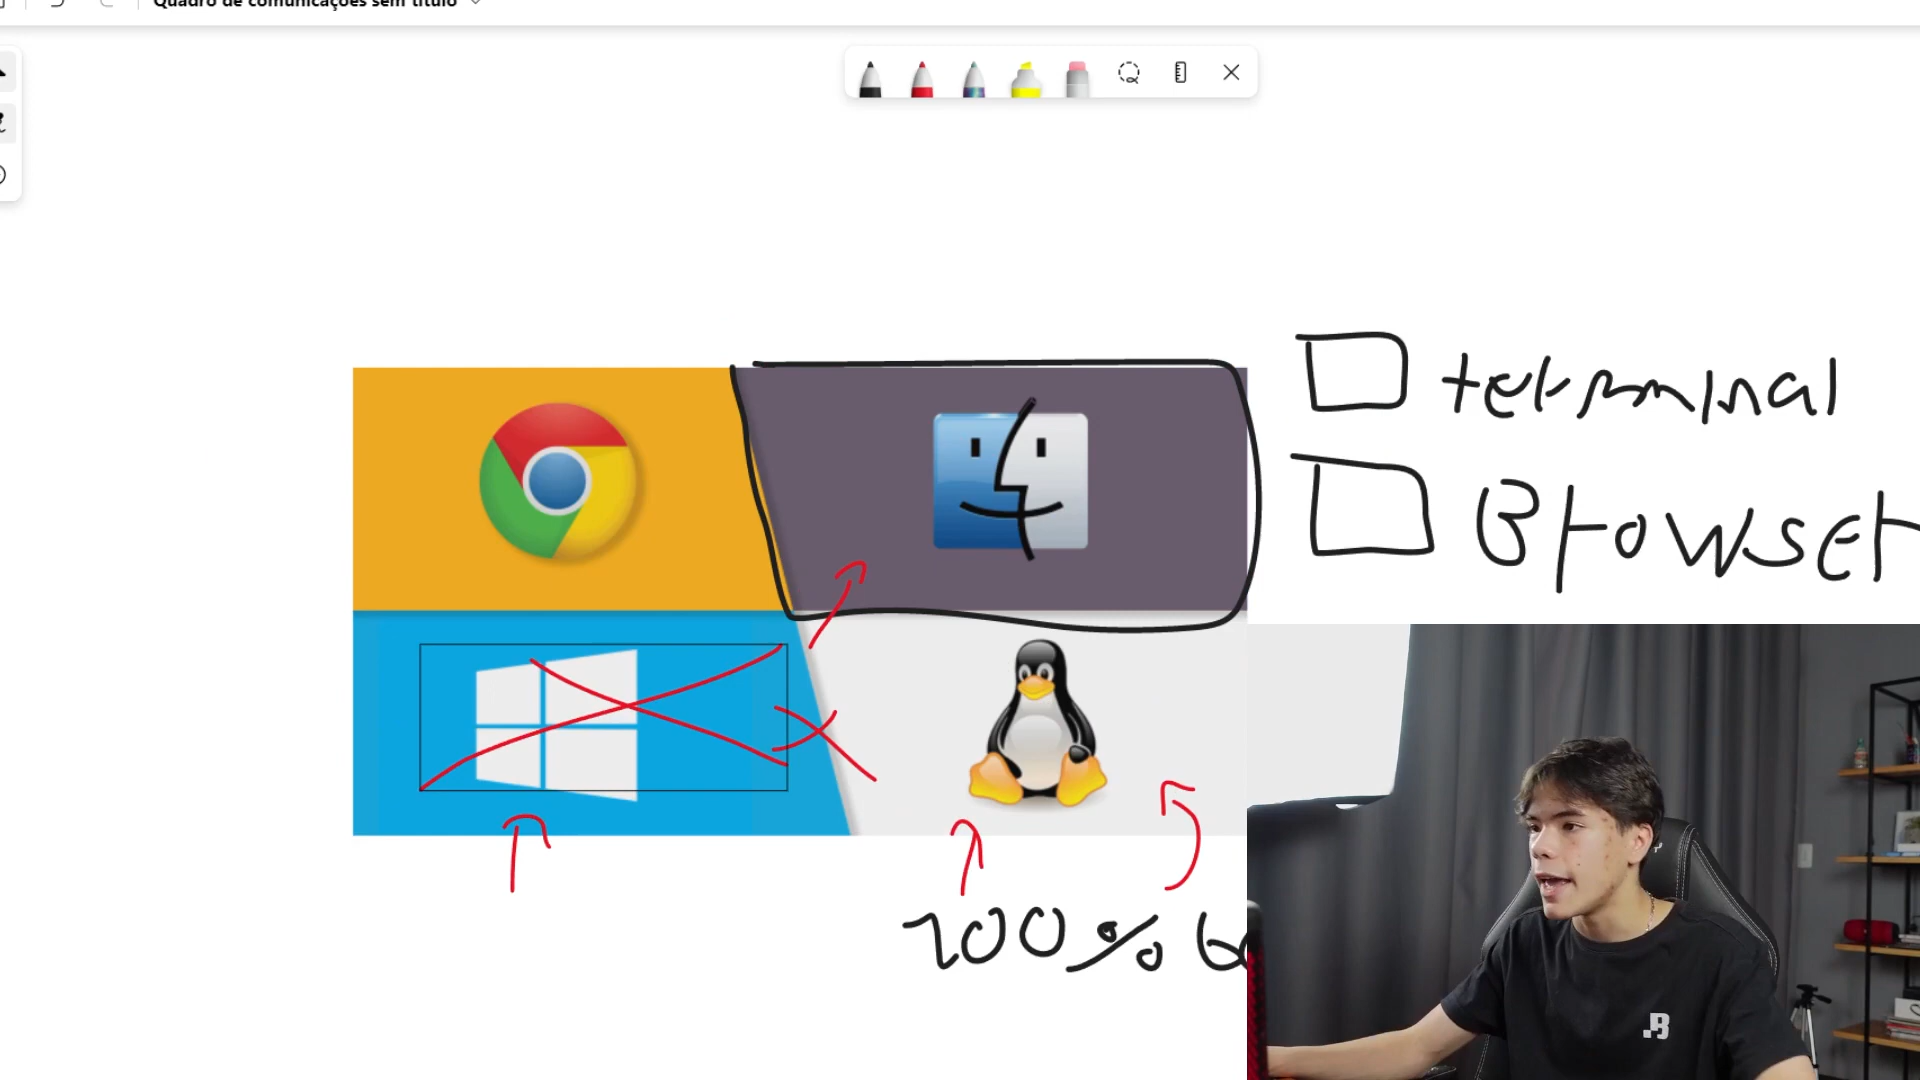 Quadro de comunicações sem título
terminal
Browser
100%
.B